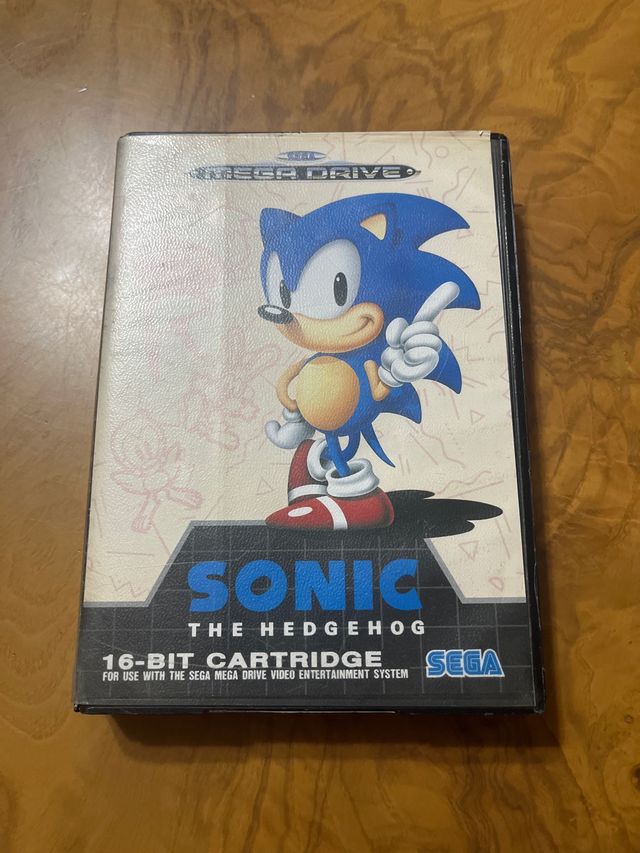 SEGA
MEGA DRIVE
SONIC
THE HEDGEHOG
16-BIT CARTRIDGE
FOR USE WITH THE SEGA MEGA DRIVE VIDEO ENTERTAINMENT SYSTEM
SEGA